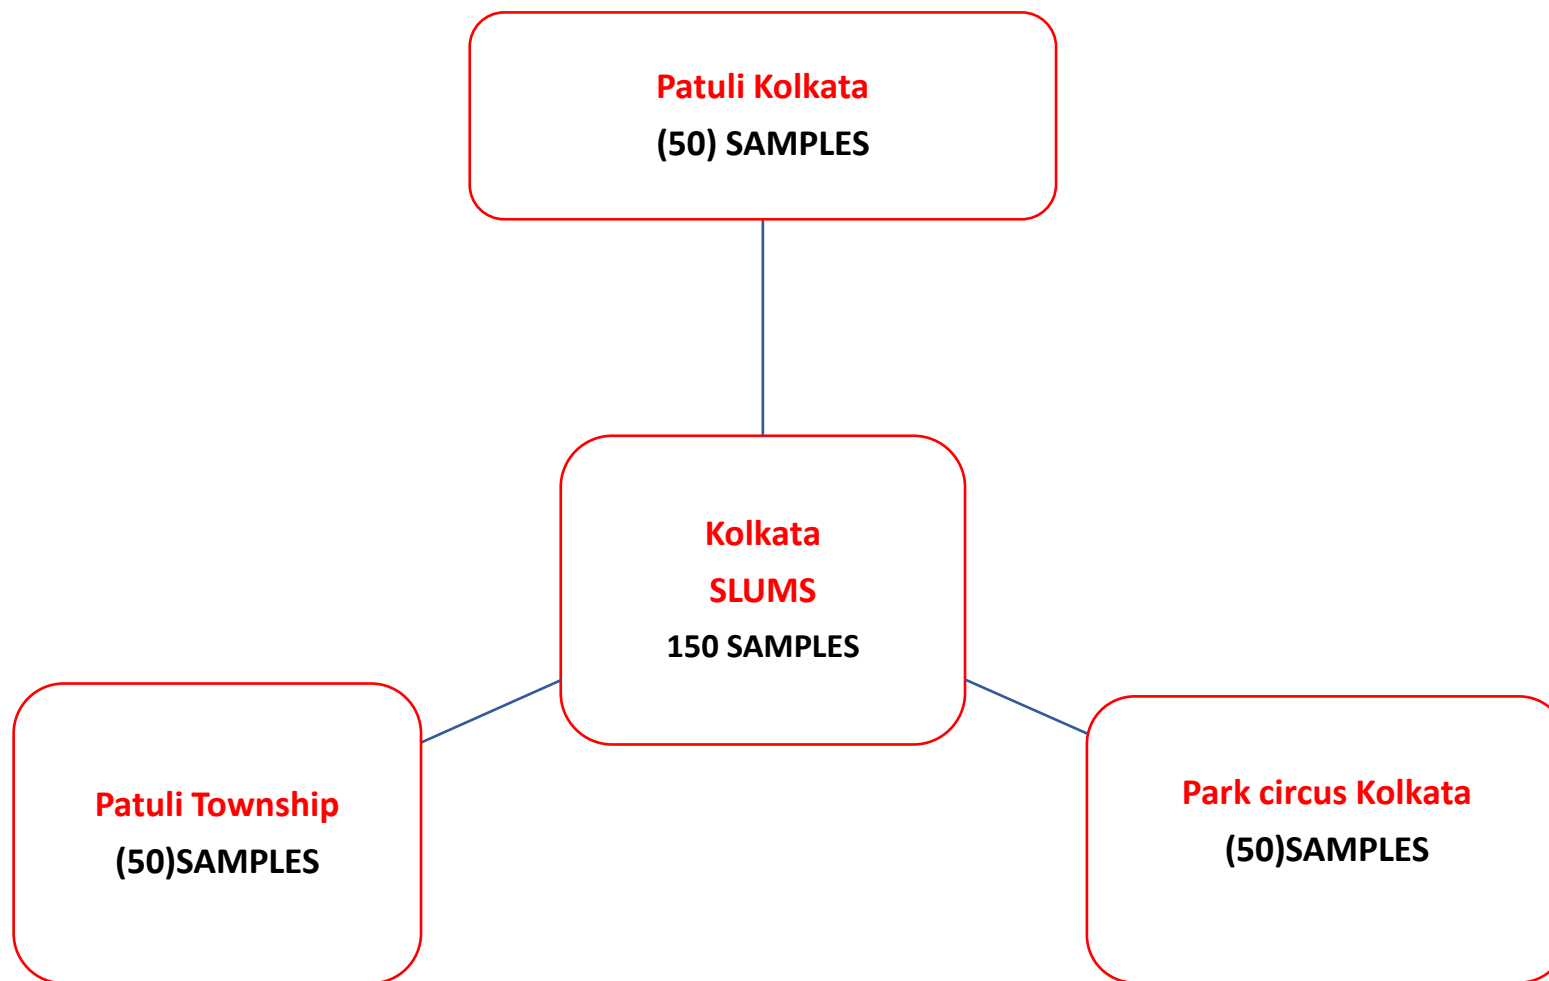 Patuli Kolkata
(50) SAMPLES
Kolkata
SLUMS
150 SAMPLES
Patuli Township
(50)SAMPLES
Park circus Kolkata
(50)SAMPLES